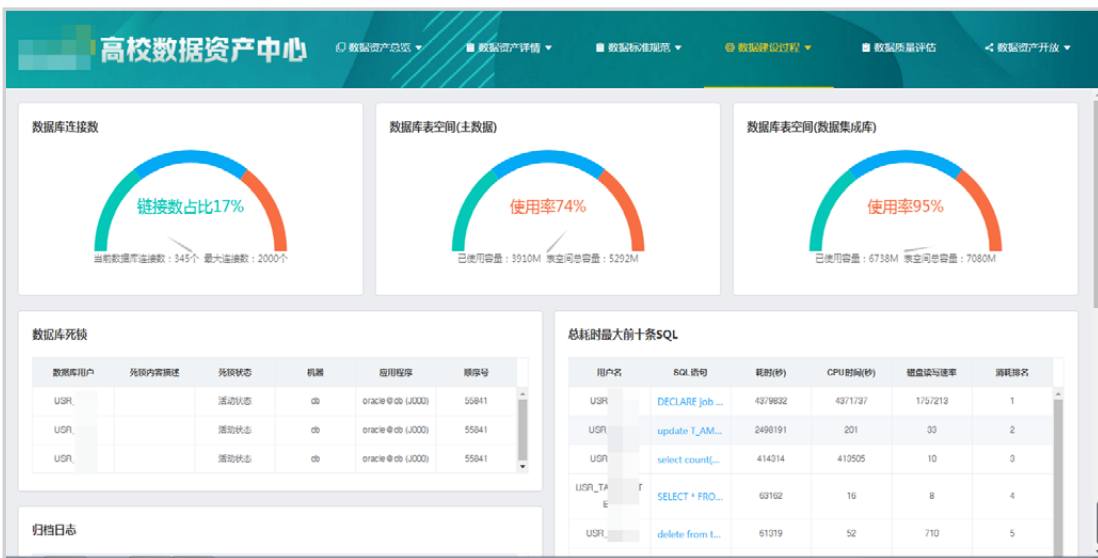 高校数据资产中心 数据资产总览 数据资产详情 数据标准规范 数据建设过程 数据质量评估 数据资产开放
数据库连接数
链接数占比17%
当前数据库连接数：345个 最大连接数：2000个
数据库表空间(主数据)
使用率74%
已使用容量：3910M 表空间总容量：5292M
数据库表空间(数据集成库)
使用率95%
已使用容量：6738M 表空间总容量：7080M
数据库死锁
数据库用户 死锁内容描述 死锁状态 机器 应用程序 顺序号
USR_ 活动状态 db oracle@db (J000) 55841
USR_ 活动状态 db oracle@db (J000) 55841
USR_ 活动状态 db oracle@db (J000) 55841
归档日志
总耗时最大前十条SQL
用户名 SQL语句 耗时(秒) CPU时间(秒) 磁盘读写速率 消耗排名
USR DECLARE job ... 4379832 4371737 1757213 1
USR update T_AM... 2498191 201 33 2
USR select count(... 414314 413505 10 3
USR_TA T
E SELECT * FRO... 63162 16 8 4
USR_ delete from t... 61319 52 710 5